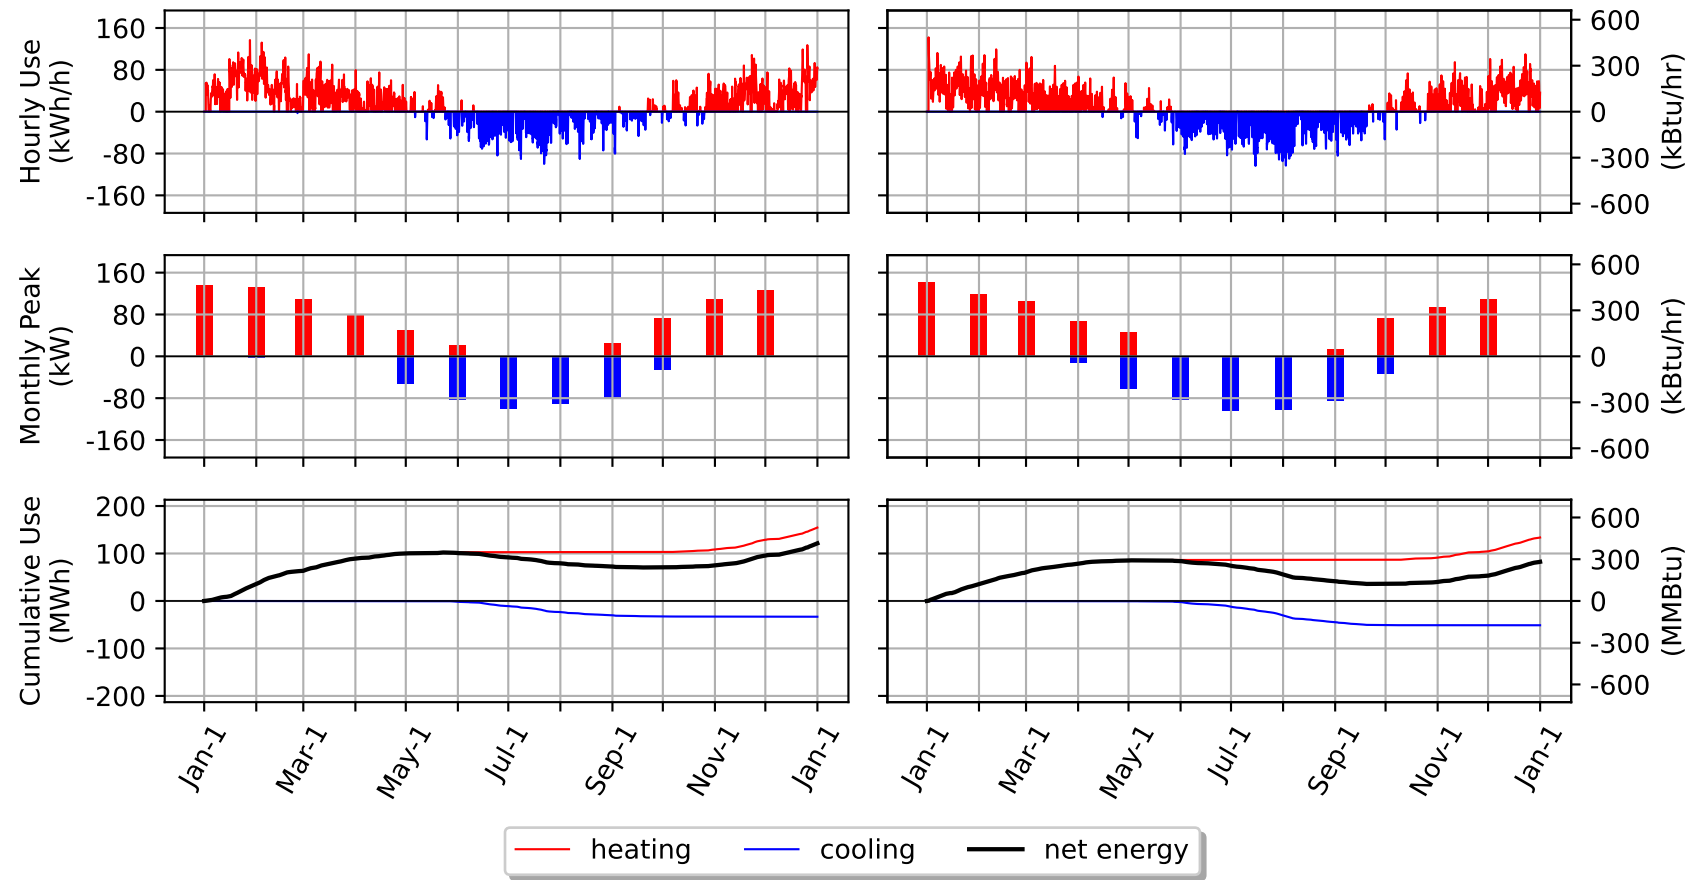 Hourly Use
(kWh/h)
160
80
0
-80
-160
600
300
0
-300
-600
(kBtu/hr)
Monthly Peak
(kW)
160
80
0
-80
-160
600
300
0
-300
-600
(kBtu/hr)
Cumulative Use
(MWh)
200
100
0
-100
-200
600
300
0
-300
-600
(MMBtu)
Jan-1 Mar-1 May-1 Jul-1 Sep-1 Nov-1 Jan-1
Jan-1 Mar-1 May-1 Jul-1 Sep-1 Nov-1 Jan-1
heating cooling net energy